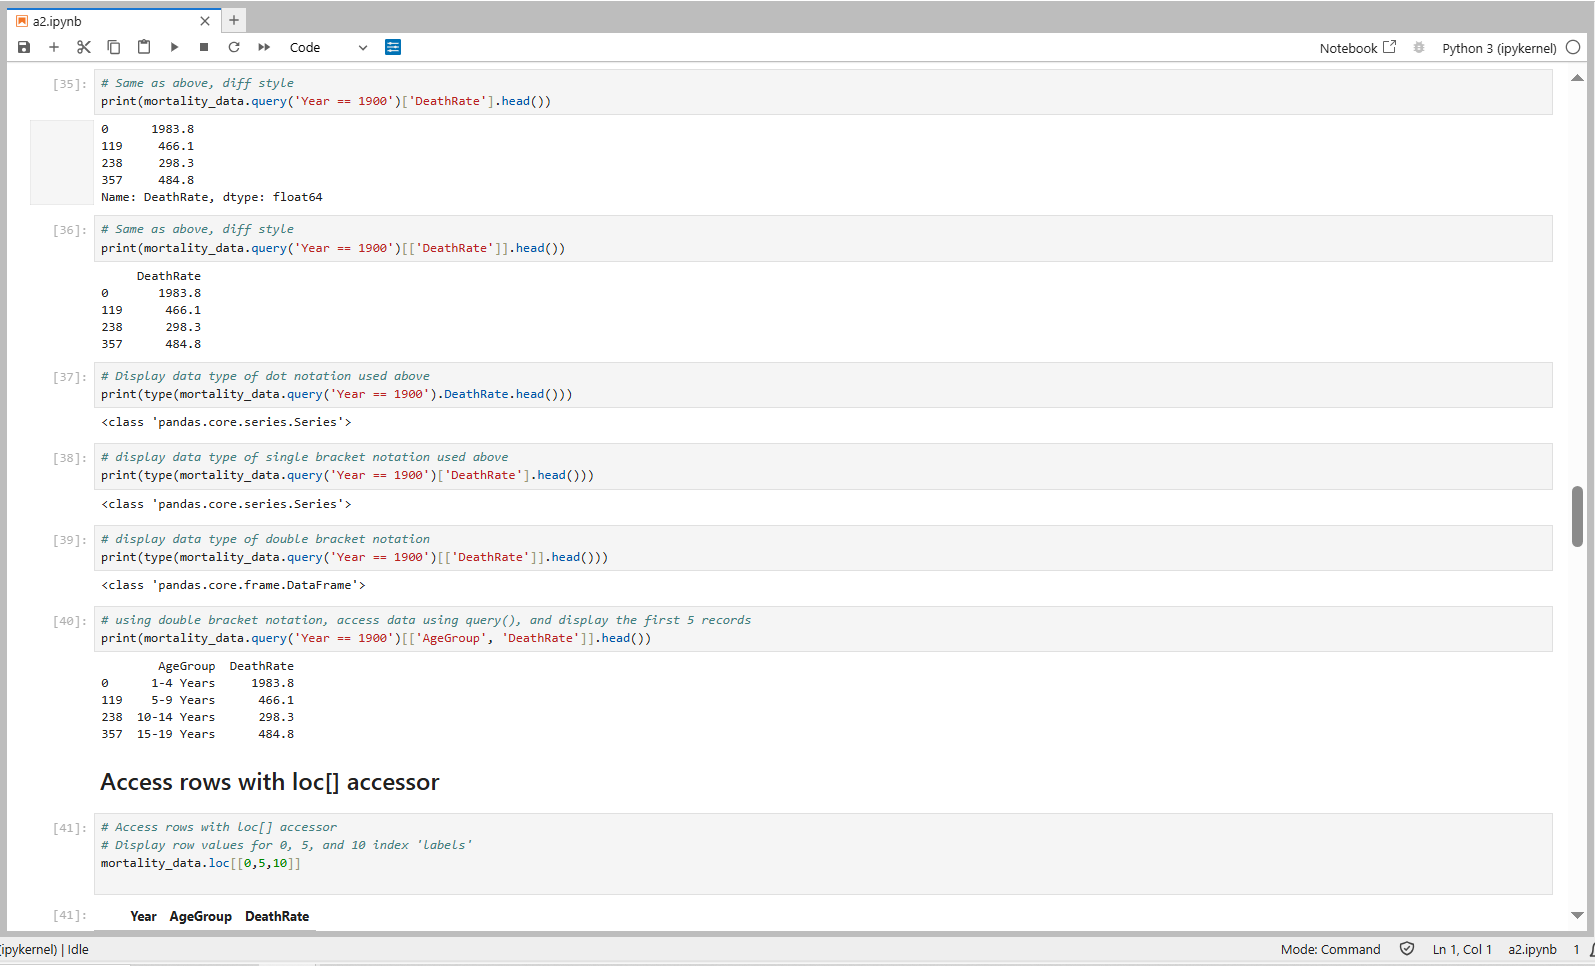 a2.ipynb
Code
Notebook
Python 3 (ipykernel)
[35]:
# Same as above, diff style
print(mortality_data.query('Year == 1900')['DeathRate'].head())
0      1983.8
119     466.1
238     298.3
357     484.8
Name: DeathRate, dtype: float64
[36]:
# Same as above, diff style
print(mortality_data.query('Year == 1900')[['DeathRate']].head())
     DeathRate
0       1983.8
119      466.1
238      298.3
357      484.8
[37]:
# Display data type of dot notation used above
print(type(mortality_data.query('Year == 1900').DeathRate.head()))
<class 'pandas.core.series.Series'>
[38]:
# display data type of single bracket notation used above
print(type(mortality_data.query('Year == 1900')['DeathRate'].head()))
<class 'pandas.core.series.Series'>
[39]:
# display data type of double bracket notation
print(type(mortality_data.query('Year == 1900')[['DeathRate']].head()))
<class 'pandas.core.frame.DataFrame'>
[40]:
# using double bracket notation, access data using query(), and display the first 5 records
print(mortality_data.query('Year == 1900')[['AgeGroup', 'DeathRate']].head())
        AgeGroup  DeathRate
0      1-4 Years     1983.8
119    5-9 Years      466.1
238  10-14 Years      298.3
357  15-19 Years      484.8
Access rows with loc[] accessor
[41]:
# Access rows with loc[] accessor
# Display row values for 0, 5, and 10 index 'labels'
mortality_data.loc[[0,5,10]]
[41]:
Year AgeGroup DeathRate
ipykernel) | Idle
Mode: Command
Ln 1, Col 1
a2.ipynb
1